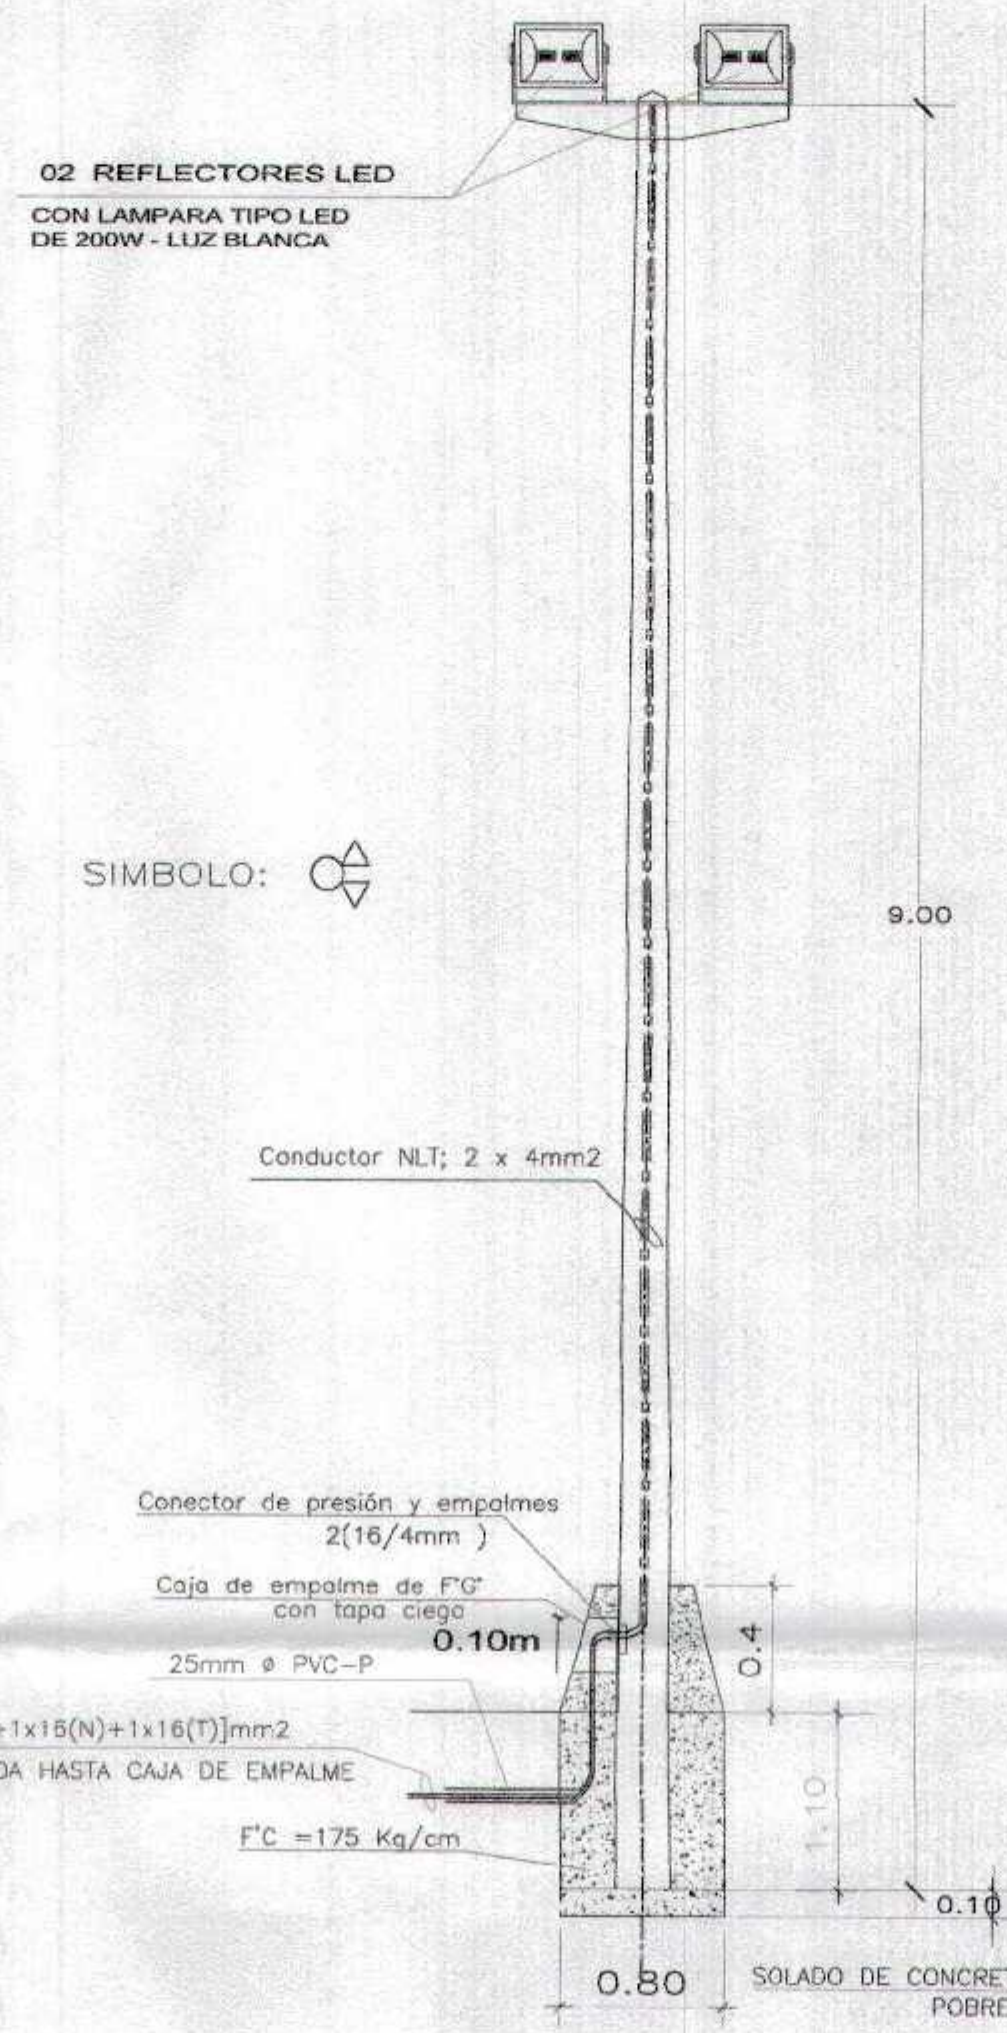 02 REFLECTORES LED
CON LAMPARA TIPO LED
DE 200W - LUZ BLANCA
SIMBOLO:
9.00
Conductor NLT; 2 x 4mm2
Conector de presión y empalmes
2(16/4mm )
Caja de empalme de F'G'
con tapa ciega
0.10m
0.4
25mm ø PVC-P
+1x16(N)+1x16(T)]mm2
DA HASTA CAJA DE EMPALME
1.10
F'C =175 Kg/cm
0.10
0.80
SOLADO DE CONCRET
POBRE